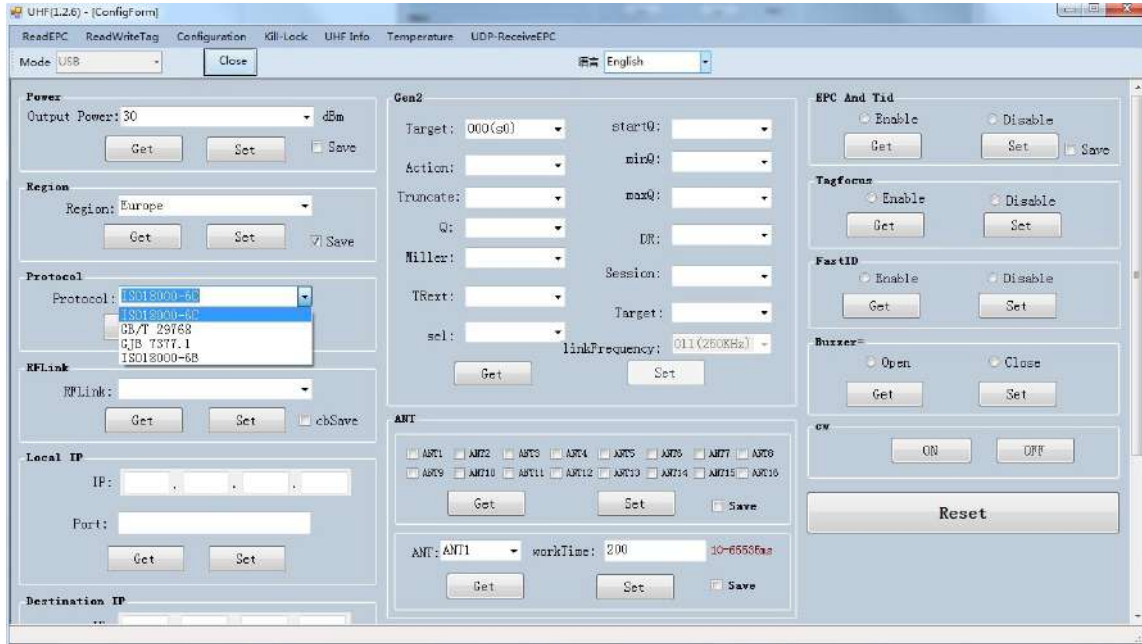 UHF(1.2.6) - [ConfigForm]
ReadEPC ReadWriteTag Configuration Kill-Lock UHF Info Temperature UDP-ReceiveEPC
Mode USB Close 语言 English
Power
Output Power: 30 dBm
Get Set Save
Region
Region: Europe
Get Set Save
Protocol
Protocol: ISO18000-6C
ISO18000-6C
GB/T 29768
GJB 7377.1
ISO18000-6B
RFLink
RFLink:
Get Set cbSave
Local IP
IP: . . .
Port:
Get Set
Destination IP
Gen2
Target: 000(s0) startQ:
Action: minQ:
Truncate: maxQ:
Q: DR:
Miller: Session:
TRext: Target:
sel: linkFrequency: 011(250KHz)
Get Set
ANT
ANT1 ANT2 ANT3 ANT4 ANT5 ANT6 ANT7 ANT8
ANT9 ANT10 ANT11 ANT12 ANT13 ANT14 ANT15 ANT16
Get Set Save
ANT: ANT1 workTime: 200 10-65535ms
Get Set Save
EPC And Tid
Enable Disable
Get Set Save
Tagfocus
Enable Disable
Get Set
FastID
Enable Disable
Get Set
Buzzer=
Open Close
Get Set
cw
ON OFF
Reset